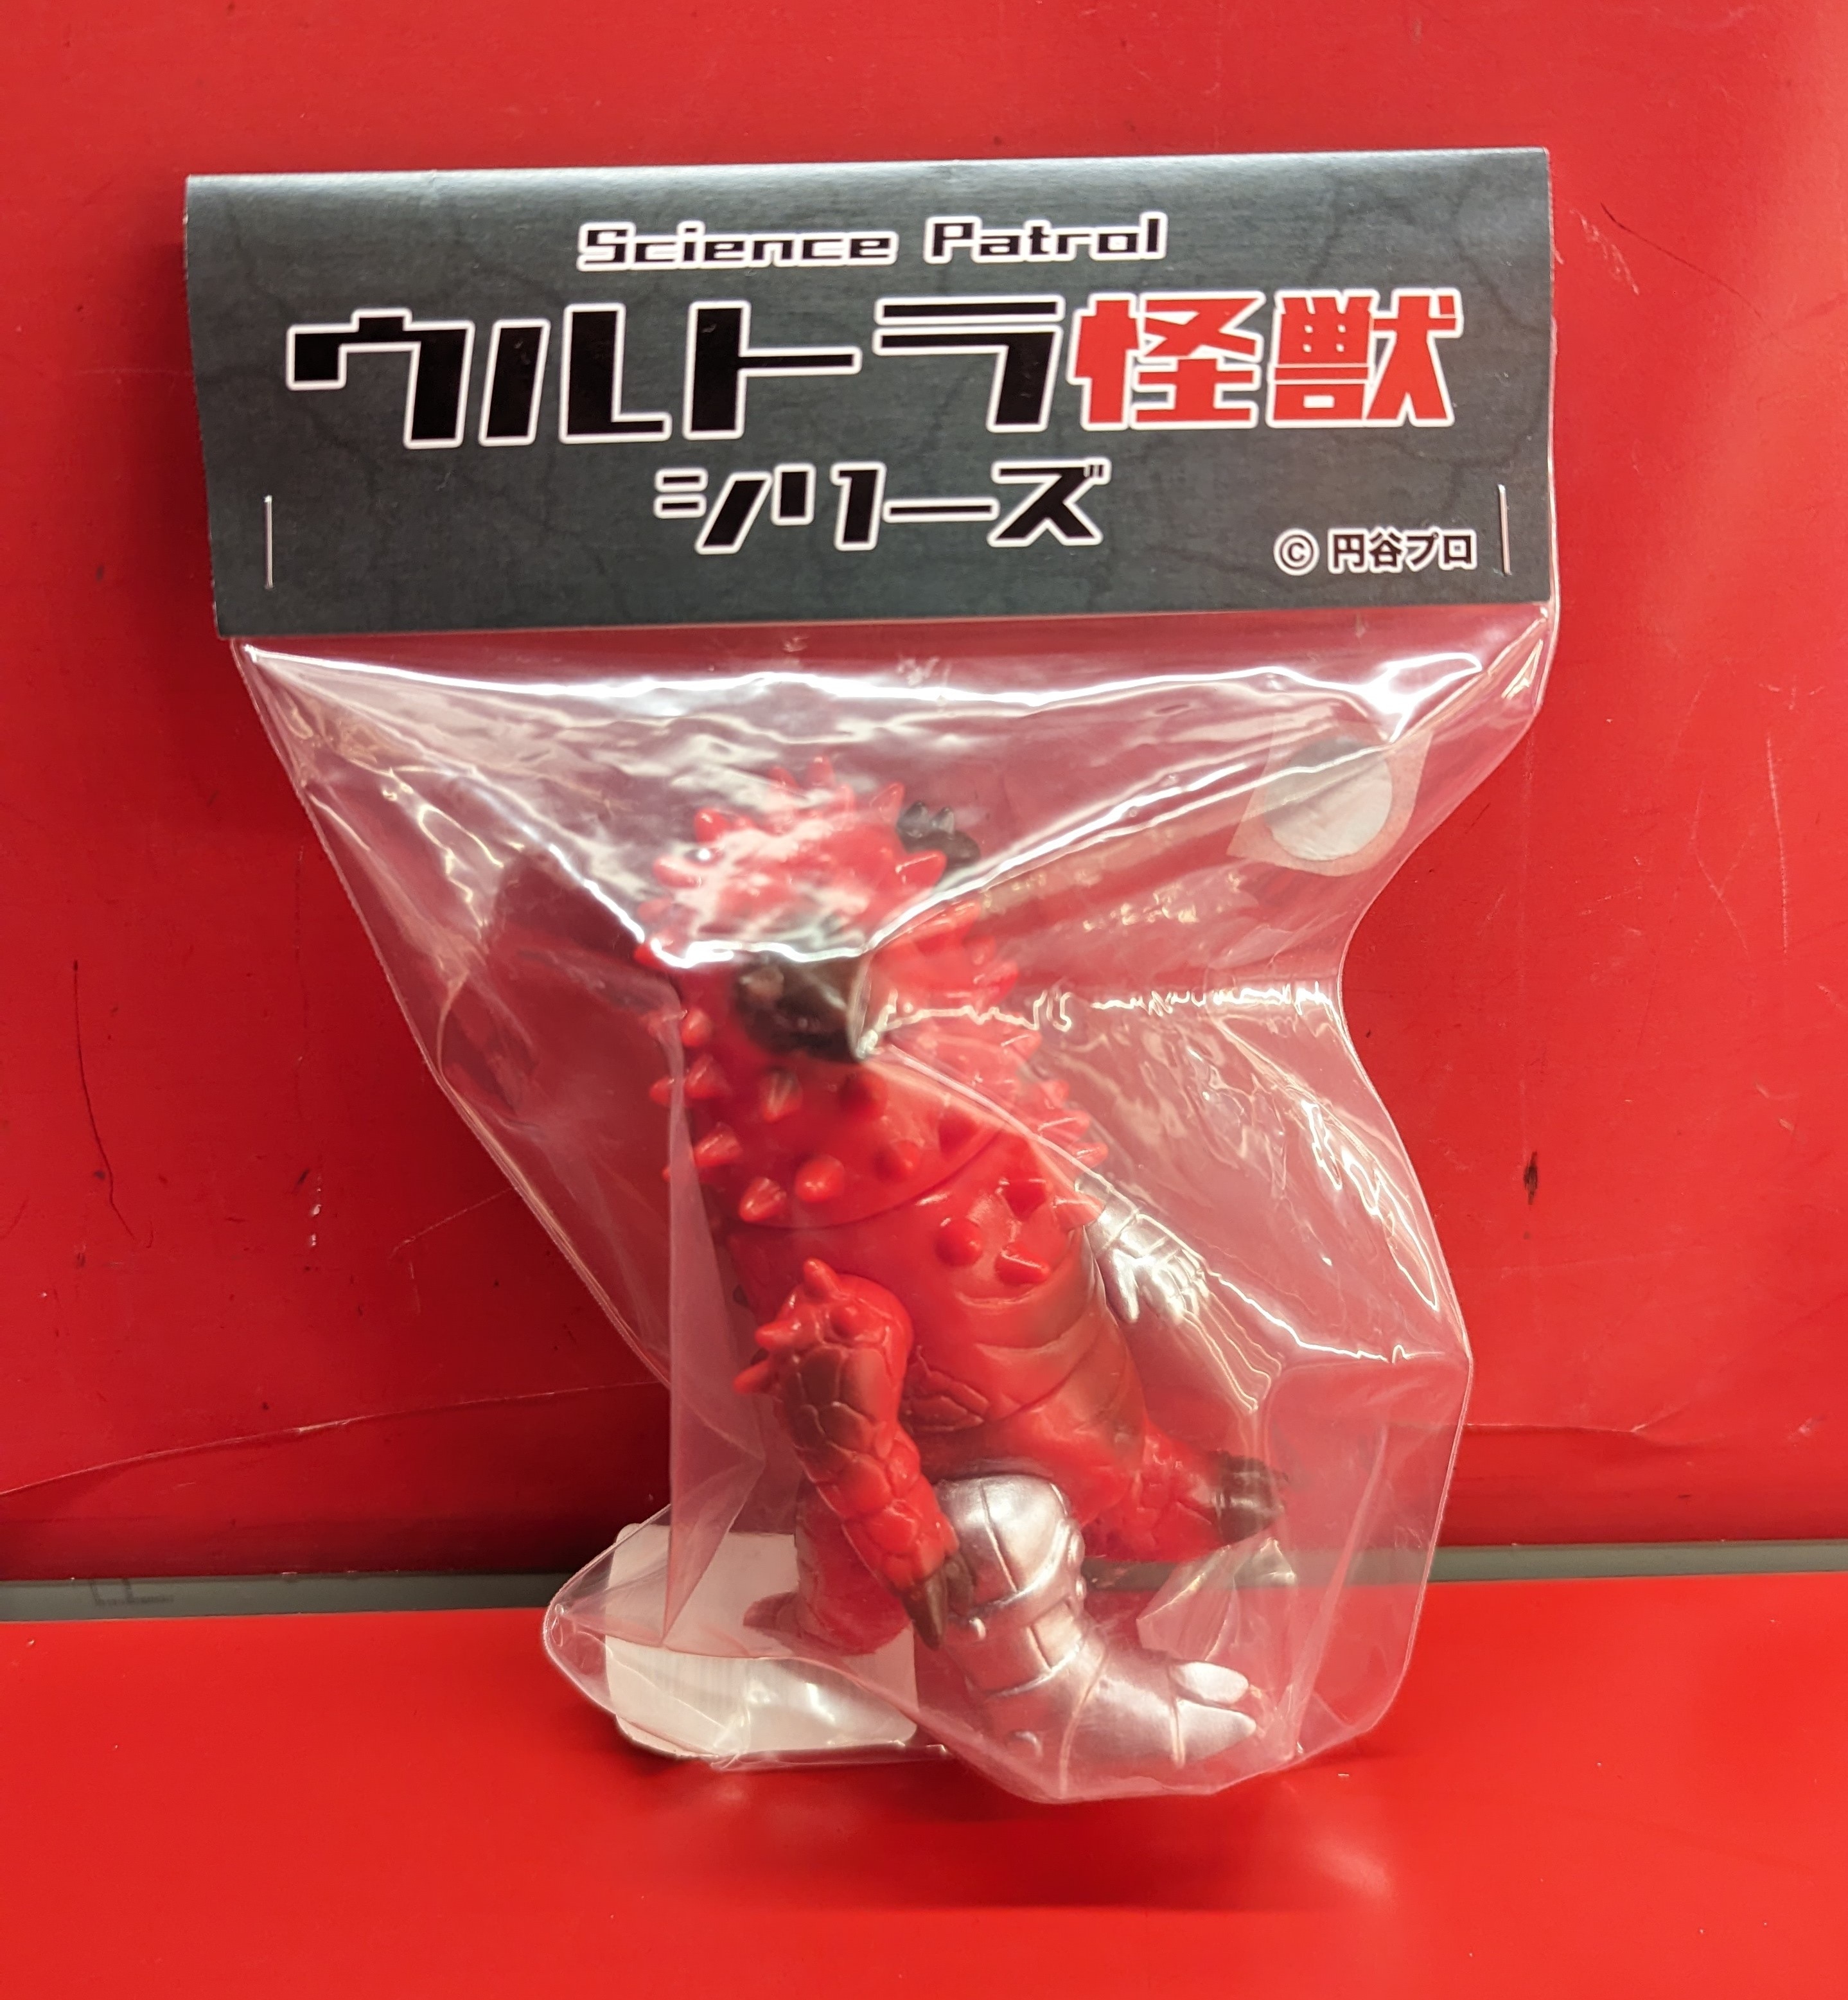 Science Patrol
ウルトラ怪獣
シリーズ
© 円谷プロ